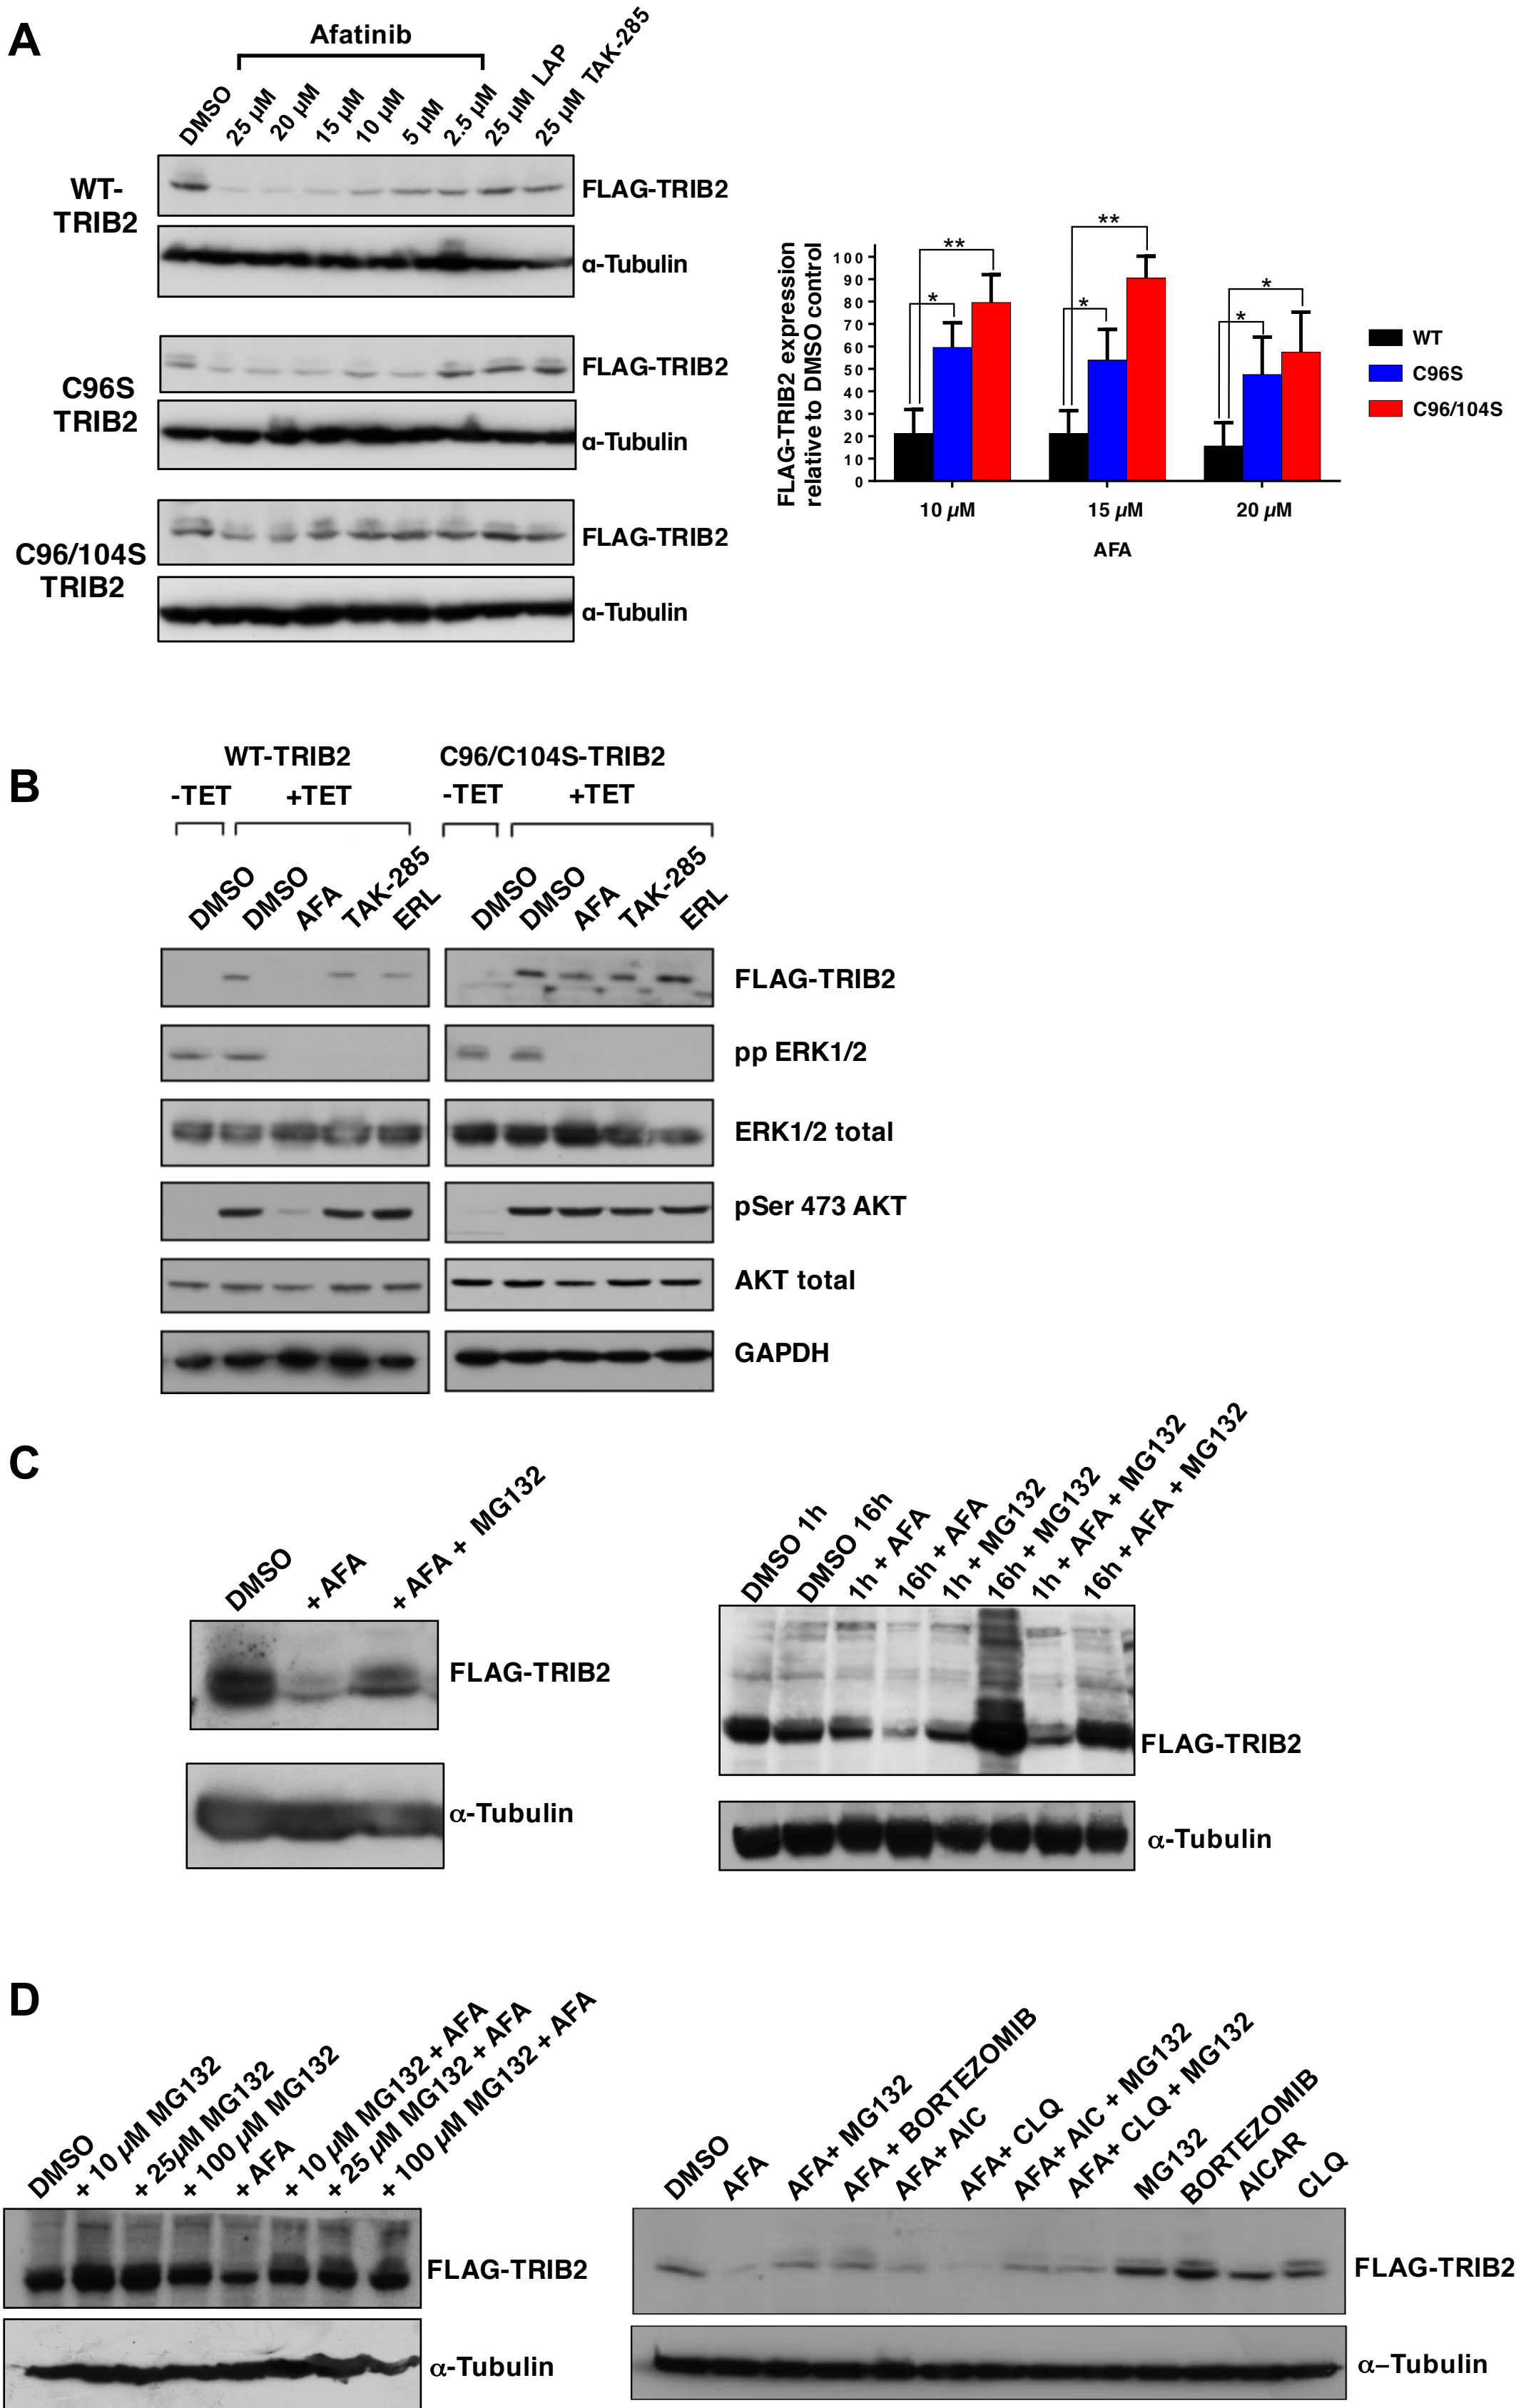 A
Afatinib
DMSO
25 µM
20 µM
15 µM
10 µM
5 µM
2.5 µM
25 µM LAP
25 µM TAK-285
WT-
TRIB2
FLAG-TRIB2
α-Tubulin
C96S
TRIB2
FLAG-TRIB2
α-Tubulin
C96/104S
TRIB2
FLAG-TRIB2
α-Tubulin
FLAG-TRIB2 expression
relative to DMSO control
100
90
80
70
60
50
40
30
20
10
0
*
**
*
**
*
*
10 µM
15 µM
20 µM
AFA
WT
C96S
C96/104S
B
WT-TRIB2
C96/C104S-TRIB2
-TET
+TET
-TET
+TET
DMSO
DMSO
AFA
TAK-285
ERL
DMSO
DMSO
AFA
TAK-285
ERL
FLAG-TRIB2
pp ERK1/2
ERK1/2 total
pSer 473 AKT
AKT total
GAPDH
C
DMSO
+ AFA
+ AFA + MG132
FLAG-TRIB2
α-Tubulin
DMSO 1h
DMSO 16h
1h + AFA
16h + AFA
1h + MG132
16h + MG132
1h + AFA + MG132
16h + AFA + MG132
FLAG-TRIB2
α-Tubulin
D
DMSO
+ 10 µM MG132
+ 25µM MG132
+ 100 µM MG132
+ AFA
+ 10 µM MG132 + AFA
+ 25 µM MG132 + AFA
+ 100 µM MG132 + AFA
FLAG-TRIB2
α-Tubulin
DMSO
AFA
AFA+ MG132
AFA + BORTEZOMIB
AFA+ AIC
AFA+ CLQ
AFA+ AIC + MG132
AFA+ CLQ + MG132
MG132
BORTEZOMIB
AICAR
CLQ
FLAG-TRIB2
α–Tubulin